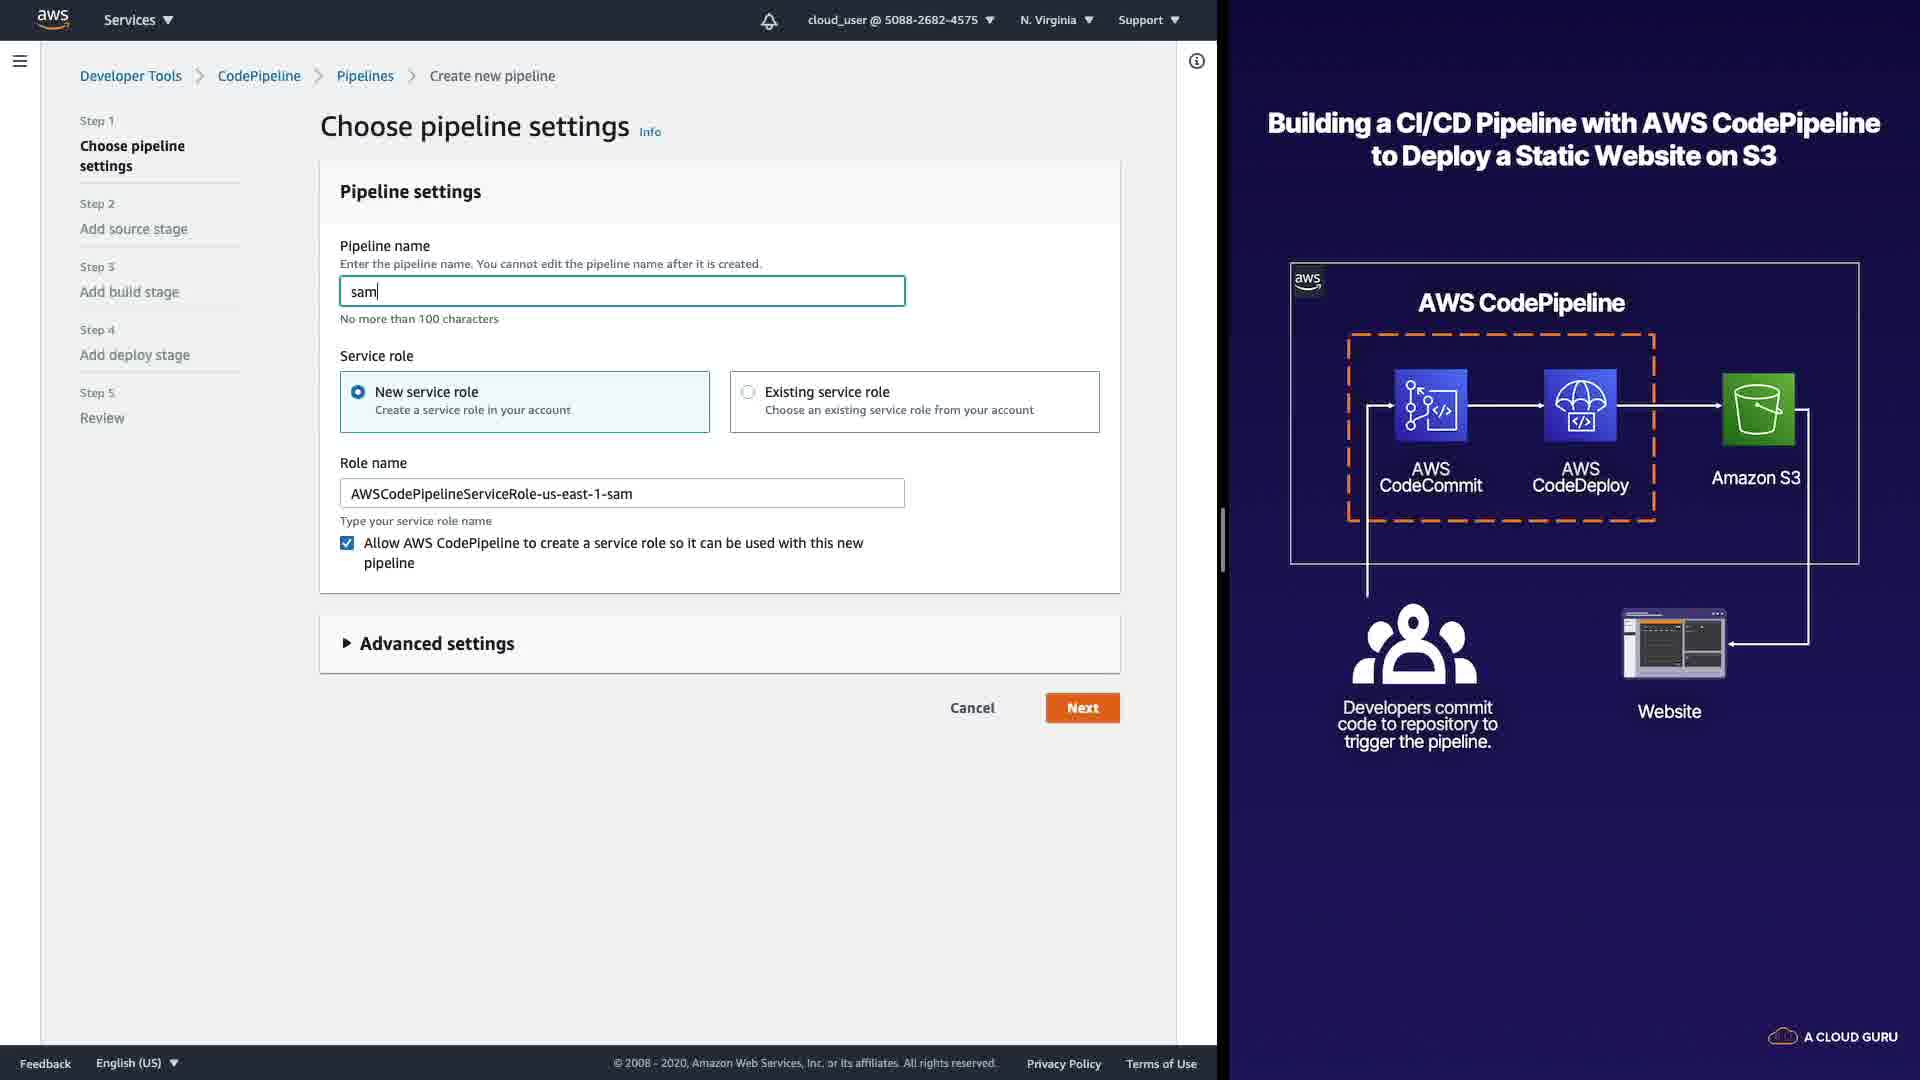 aws
Services
cloud_user @ 5088-2682-4575
N. Virginia
Support
Developer Tools
CodePipeline
Pipelines
Create new pipeline
Step 1
Choose pipeline
settings
Step 2
Add source stage
Step 3
Add build stage
Step 4
Add deploy stage
Step 5
Review
Choose pipeline settings Info
Pipeline settings
Pipeline name
Enter the pipeline name. You cannot edit the pipeline name after it is created.
sam
No more than 100 characters
Service role
New service role
Create a service role in your account
Existing service role
Choose an existing service role from your account
Role name
AWSCodePipelineServiceRole-us-east-1-sam
Type your service role name
Allow AWS CodePipeline to create a service role so it can be used with this new
pipeline
Advanced settings
Cancel
Next
Feedback
English (US)
© 2008 - 2020, Amazon Web Services, Inc. or its affiliates. All rights reserved.
Privacy Policy
Terms of Use
Building a CI/CD Pipeline with AWS CodePipeline
to Deploy a Static Website on S3
aws
AWS CodePipeline
AWS
CodeCommit
AWS
CodeDeploy
Amazon S3
Developers commit
code to repository to
trigger the pipeline.
Website
A CLOUD GURU